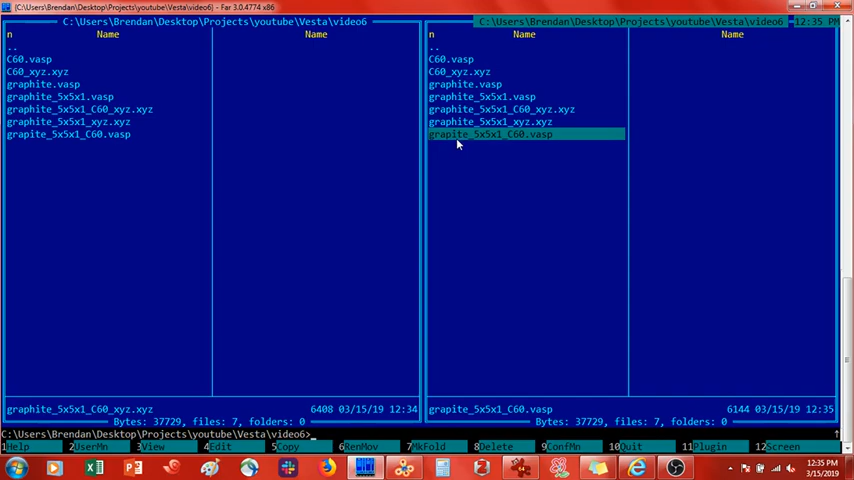 {C:\Users\Brendan\Desktop\Projects\youtube\Vesta\video6} - Far 3.0.4774 x86
C:\Users\Brendan\Desktop\Projects\youtube\Vesta\video6
n Name Name
..
C60.vasp
C60_xyz.xyz
graphite.vasp
graphite_5x5x1.vasp
graphite_5x5x1_C60_xyz.xyz
graphite_5x5x1_xyz.xyz
grapite_5x5x1_C60.vasp
graphite_5x5x1_C60_xyz.xyz 6408 03/15/19 12:34
Bytes: 37729, files: 7, folders: 0
C:\Users\Brendan\Desktop\Projects\youtube\Vesta\video6 12:35 PM
n Name Name
..
C60.vasp
C60_xyz.xyz
graphite.vasp
graphite_5x5x1.vasp
graphite_5x5x1_C60_xyz.xyz
graphite_5x5x1_xyz.xyz
grapite_5x5x1_C60.vasp
grapite_5x5x1_C60.vasp 6144 03/15/19 12:35
Bytes: 37729, files: 7, folders: 0
C:\Users\Brendan\Desktop\Projects\youtube\Vesta\video6>
1Help 2UserMn 3View 4Edit 5Copy 6RenMov 7MkFold 8Delete 9ConfMn 10Quit 11Plugin 12Screen
12:35 PM
3/15/2019